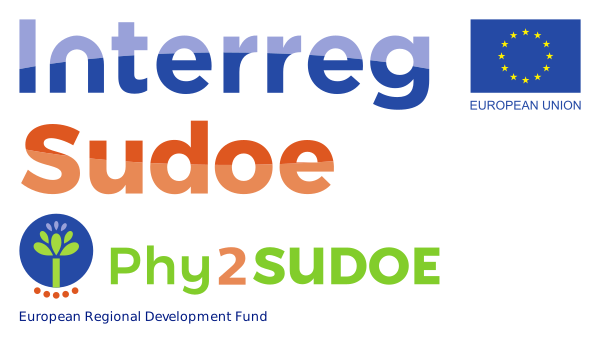 Interreg
EUROPEAN UNION
Sudoe
Phy2SUDOE
European Regional Development Fund